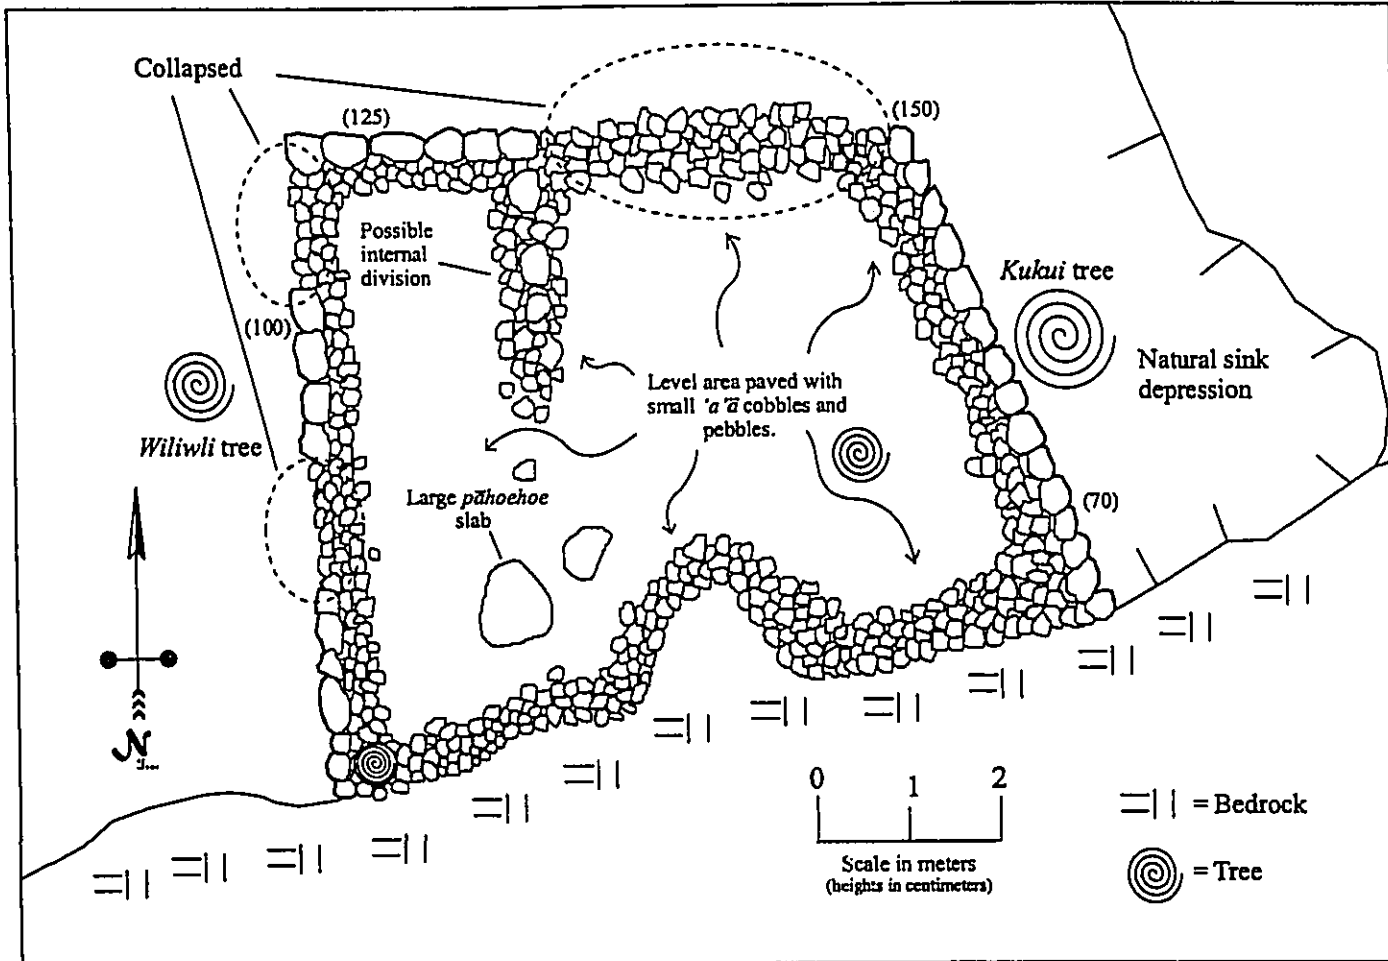 Collapsed
(125)
(150)
Possible
internal
division
Kukui tree
(100)
Natural sink
depression
Level area paved with
small ʻaʻā cobbles and
pebbles.
Wiliwli tree
Large pāhoehoe
slab
(70)
N
0 1 2
Scale in meters
(heights in centimeters)
= Bedrock
= Tree